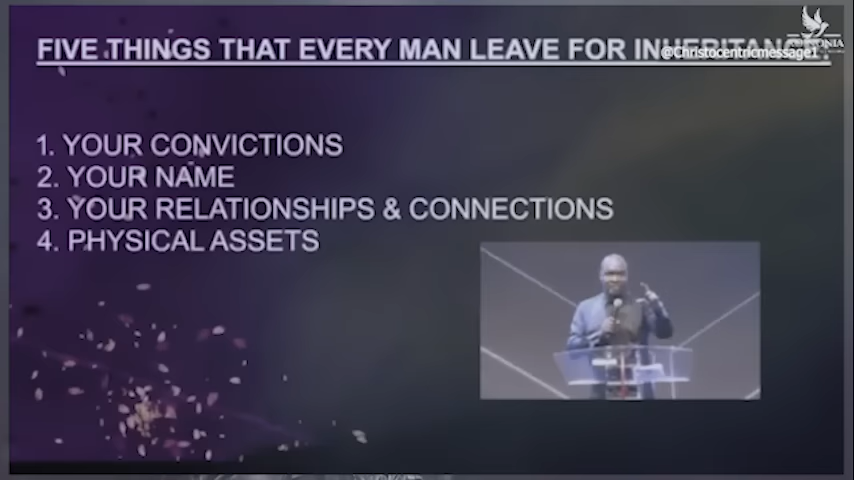 FIVE THINGS THAT EVERY MAN LEAVE FOR
@Christocentricmessage1
1. YOUR CONVICTIONS
2. YOUR NAME
3. YOUR RELATIONSHIPS & CONNECTIONS
4. PHYSICAL ASSETS